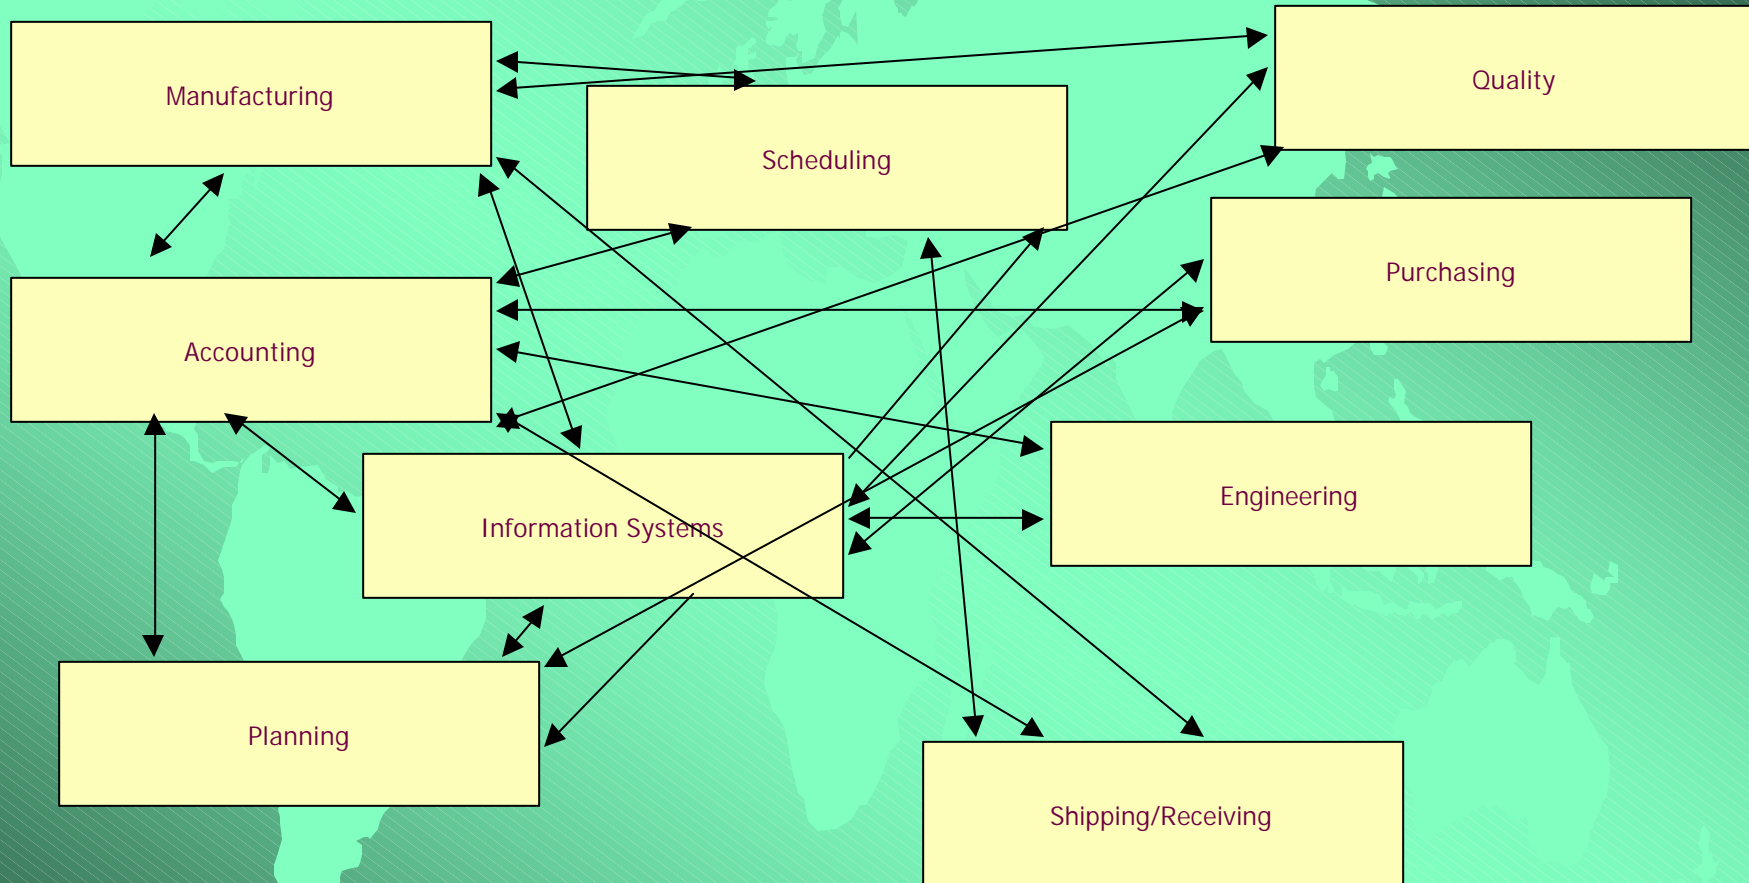 Manufacturing
Quality
Scheduling
Purchasing
Accounting
Engineering
Information Systems
Planning
Shipping/Receiving